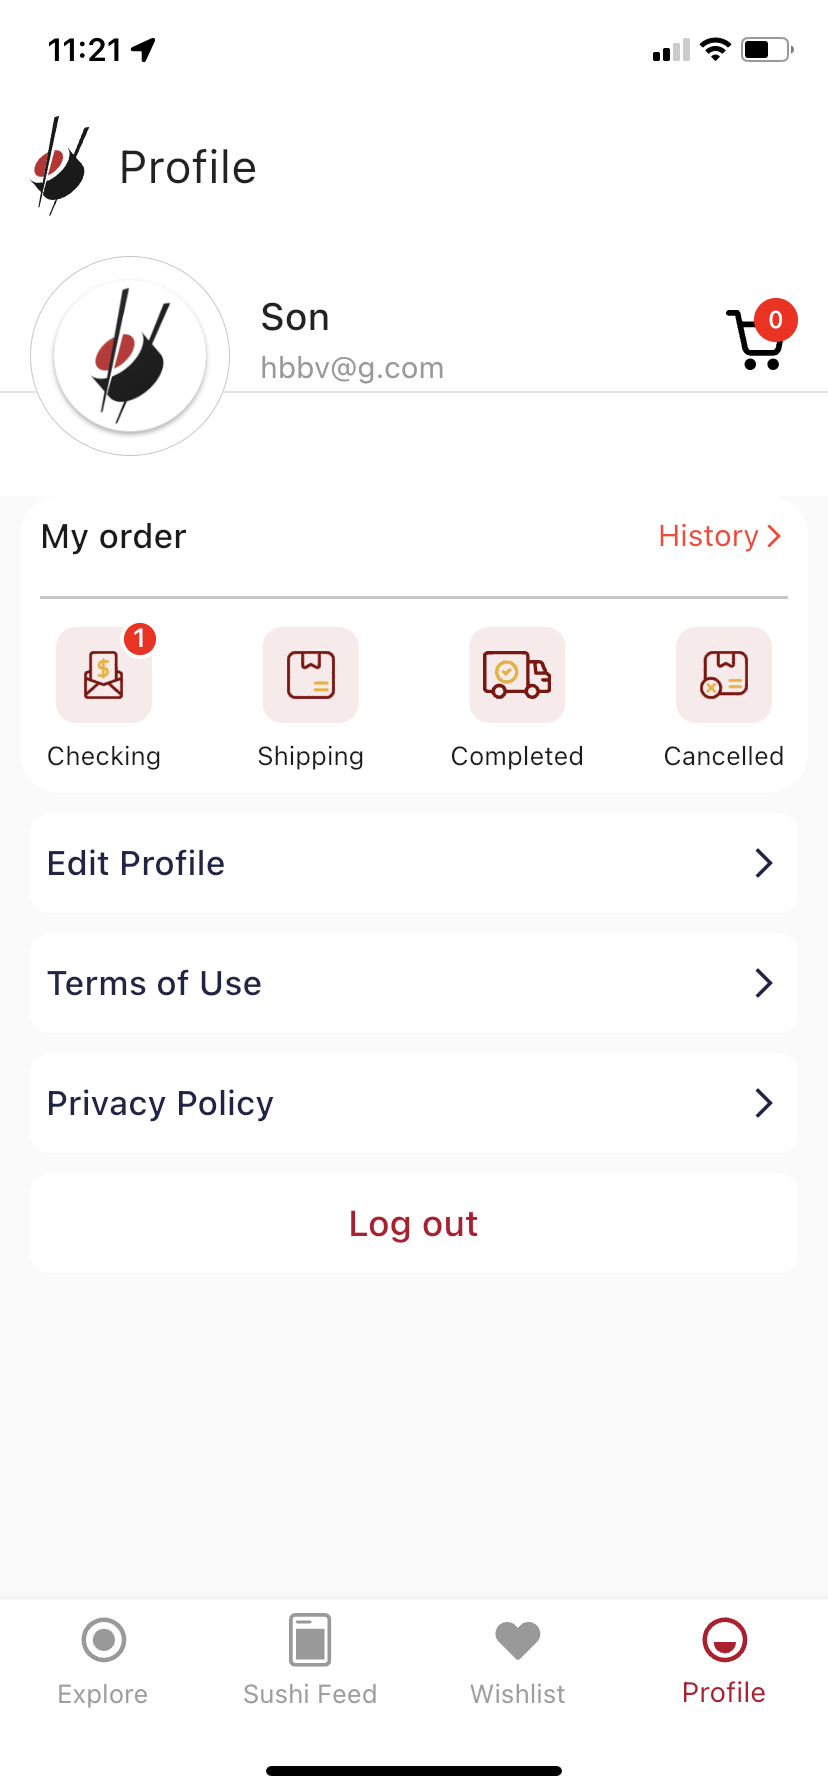 11:21
Profile
Son
0
hbbv@g.com
My order
History
1
$
Checking
Shipping
Completed
Cancelled
Edit Profile
Terms of Use
Privacy Policy
Log out
Explore
Sushi Feed
Wishlist
Profile